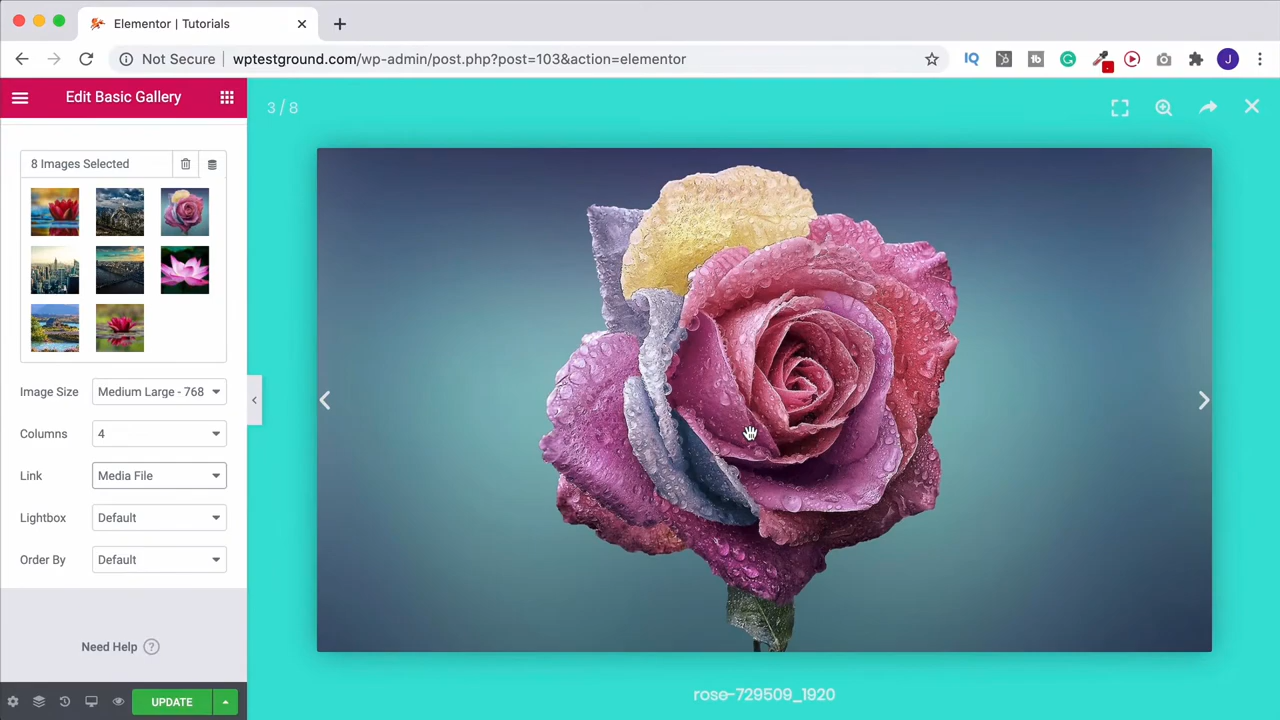 Elementor | Tutorials
Not Secure wptestground.com/wp-admin/post.php?post=103&action=elementor
IQ tb J
Edit Basic Gallery
3 / 8
8 Images Selected
Image Size Medium Large - 768
Columns 4
Link Media File
Lightbox Default
Order By Default
Need Help ?
UPDATE
rose-729509_1920